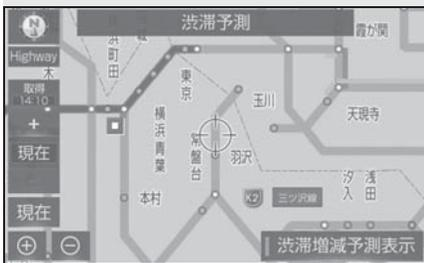 渋滞予測
N
霞が関
浜町田
Highway
木
取得
14:10
東京
玉川
天現寺
＋
横浜青葉
現在
常盤台
羽沢
汐入
浅田
本村
K2
三ツ沢線
現在
渋滞増減予測表示